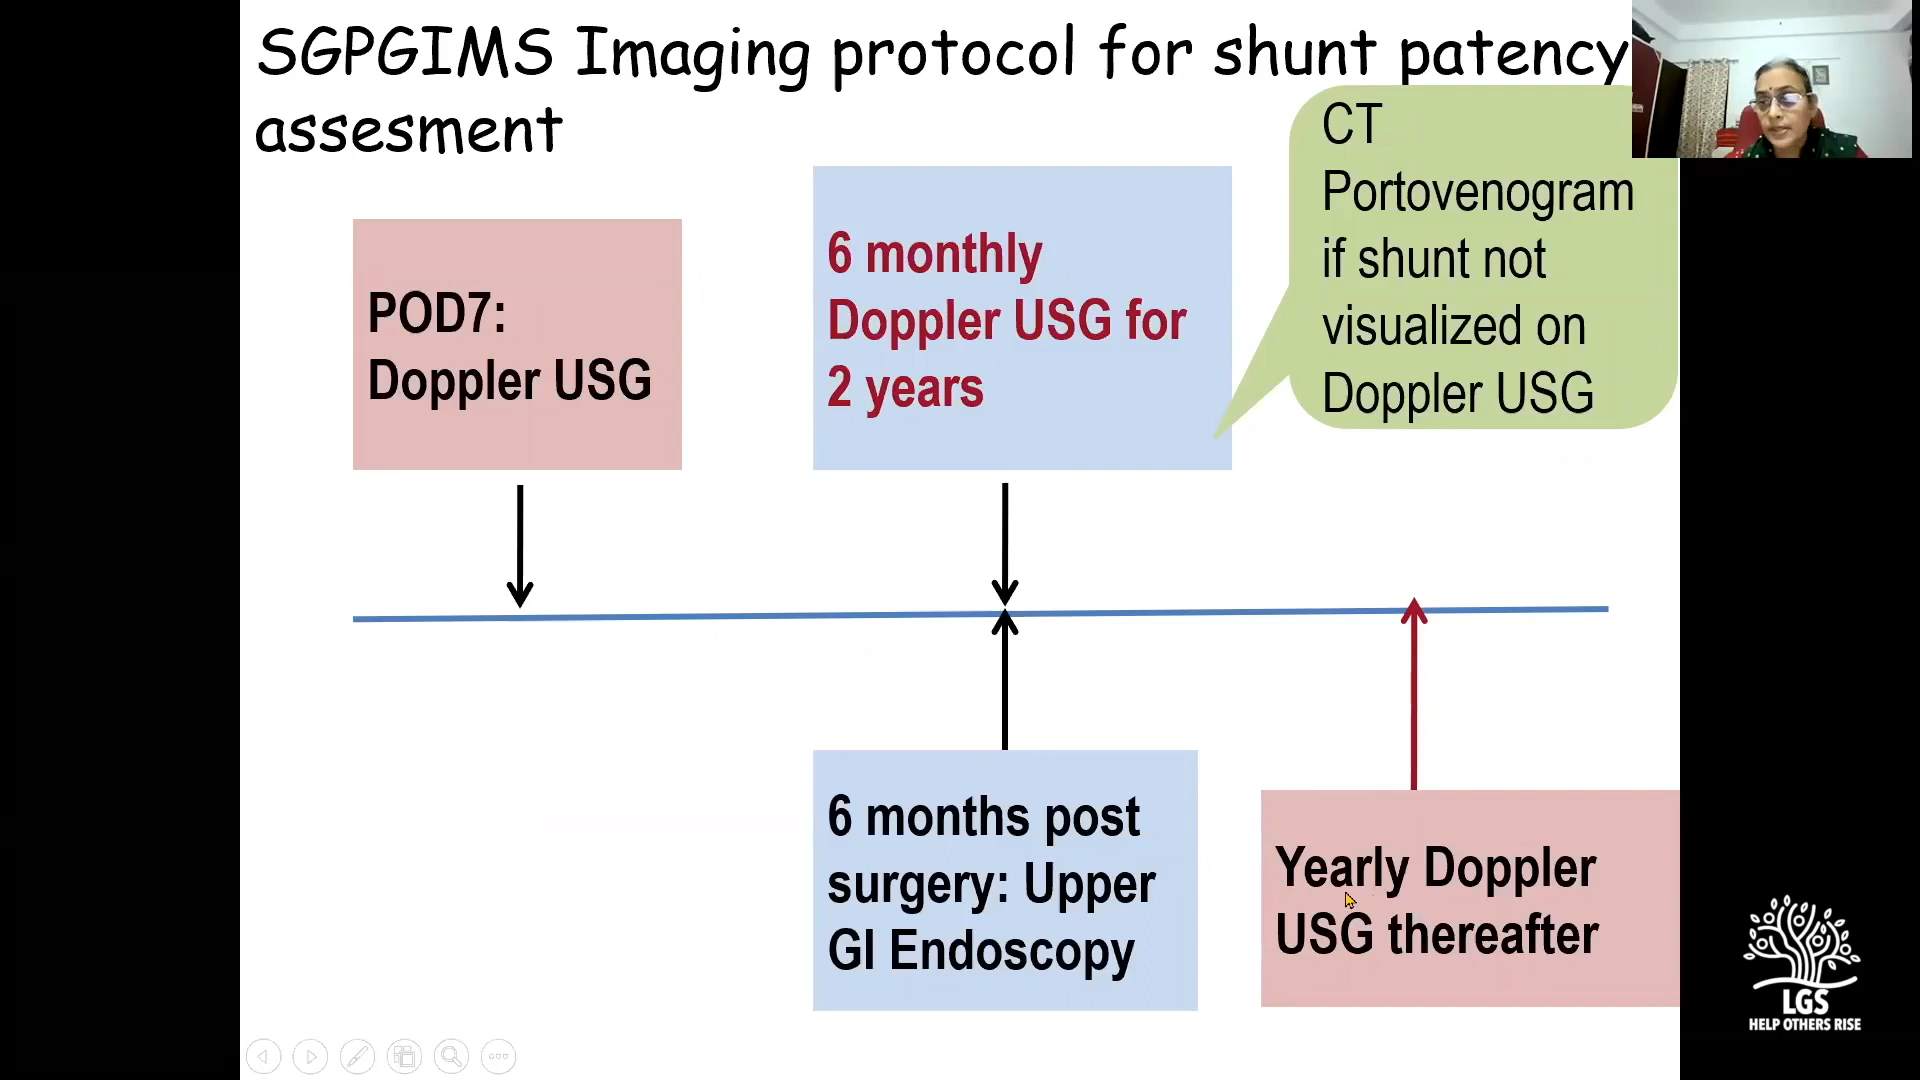 SGPGIMS Imaging protocol for shunt patency
assesment
CT
Portovenogram
if shunt not
visualized on
Doppler USG
POD7:
Doppler USG
6 monthly
Doppler USG for
2 years
6 months post
surgery: Upper
GI Endoscopy
Yearly Doppler
USG thereafter
LGS
HELP OTHERS RISE